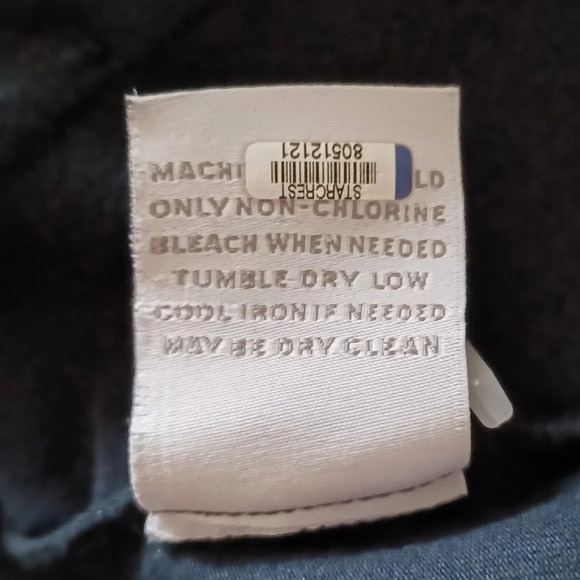 MACHI LD
ONLY NON-CHLORINE
BLEACH WHEN NEEDED
TUMBLE DRY LOW
COOL IRON IF NEEDED
MAY BE DRY CLEAN
STARCREST
80512121